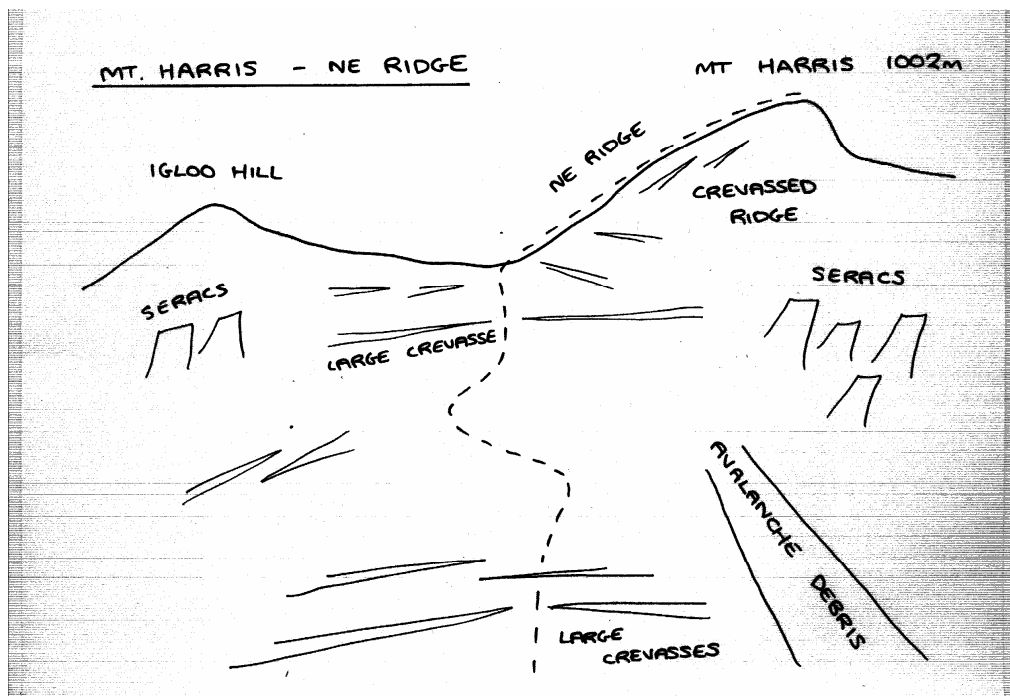 MT. HARRIS - NE RIDGE
MT HARRIS 1002m
NE RIDGE
IGLOO HILL
CREVASSED
RIDGE
SERACS
SERACS
LARGE CREVASSE
AVALANCHE DEBRIS
LARGE
CREVASSES